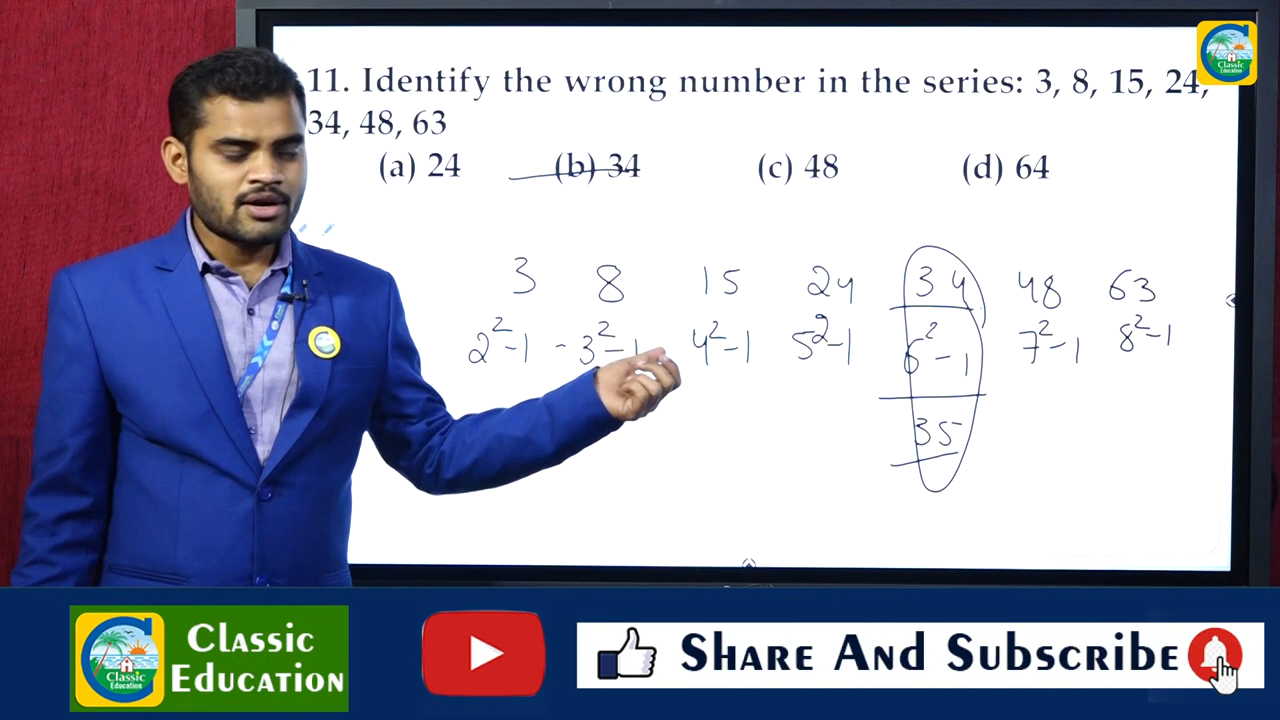 11. Identify the wrong number in the series: 3, 8, 15, 24,
34, 48, 63
(a) 24 (b) 34 (c) 48 (d) 64
3 8 15 24 34 48 63
2²-1 - 3²-1 4²-1 5²-1 6²-1 7²-1 8²-1
35
Classic
Education
Classic
Education
Classic
Education
Share And Subscribe